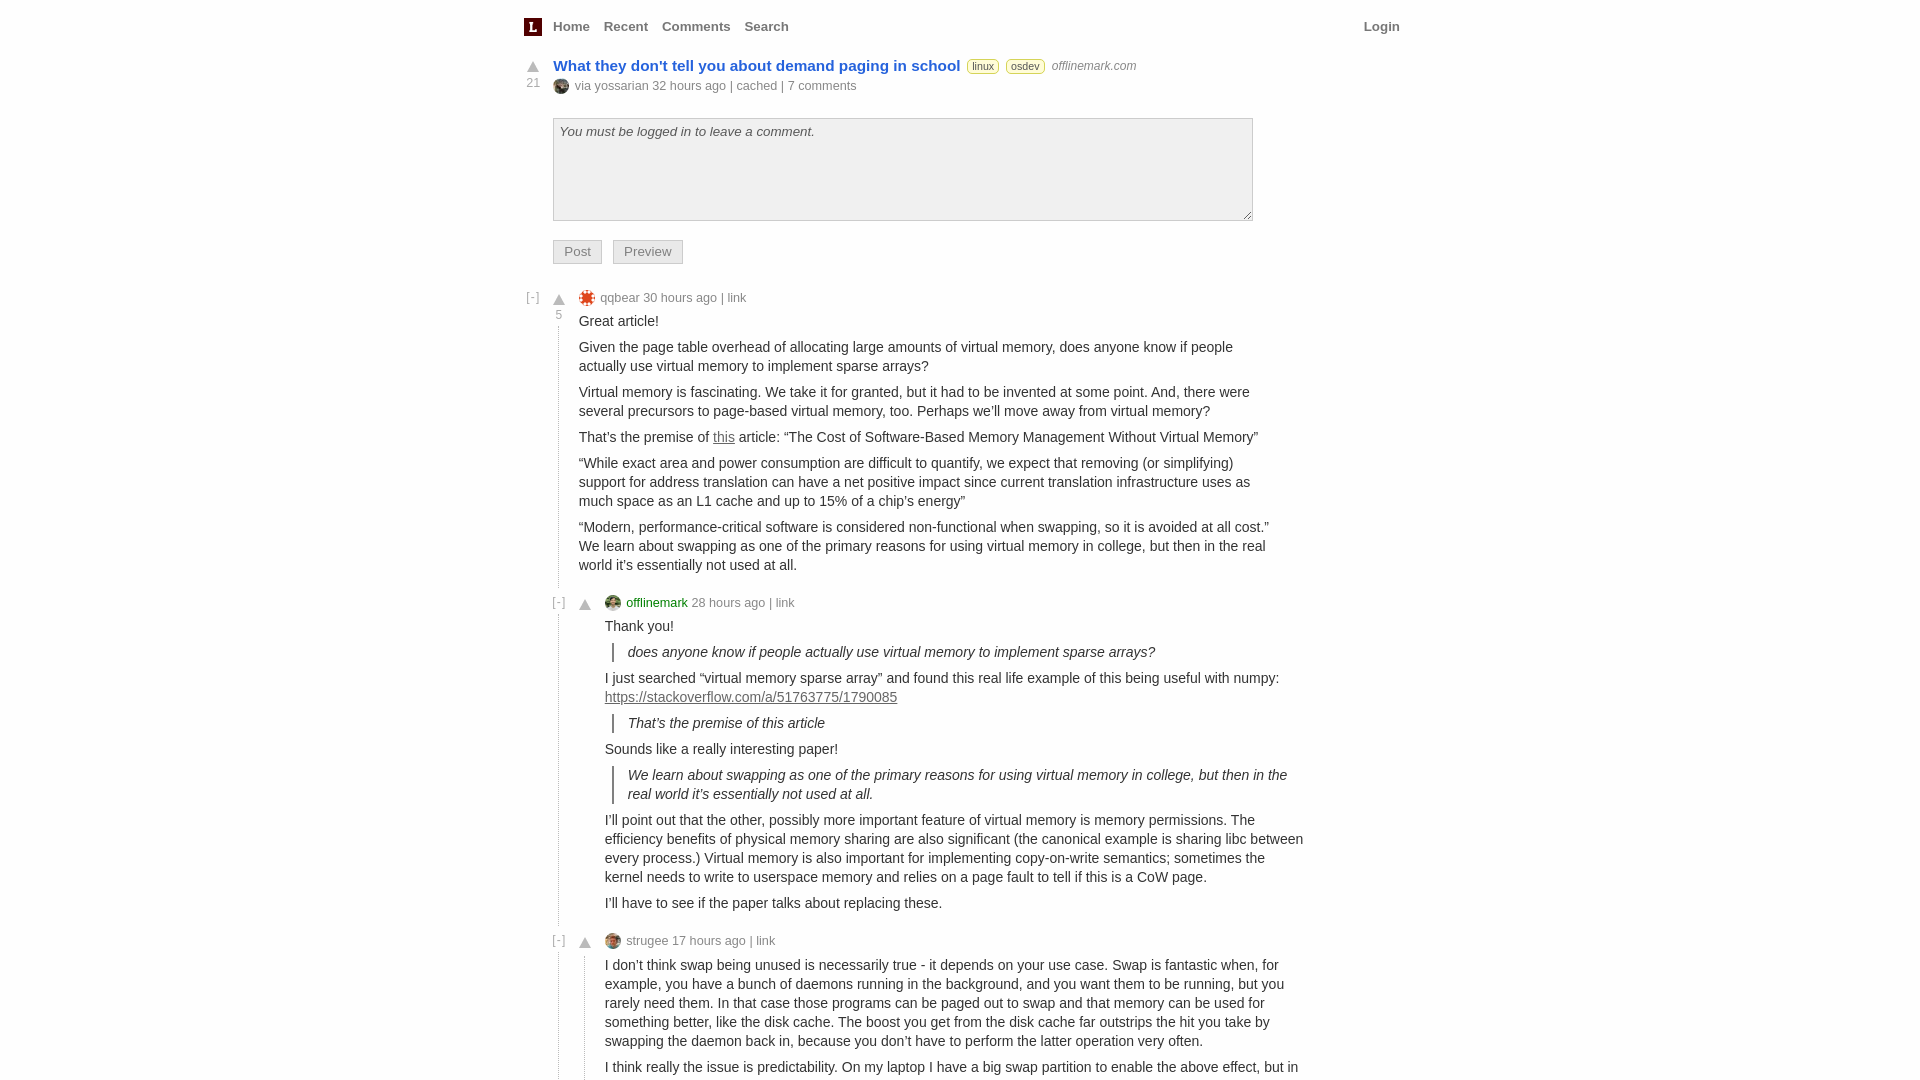 L Home Recent Comments Search Login
What they don't tell you about demand paging in school linux osdev offlinemark.com
21 via yossarian 32 hours ago | cached | 7 comments
You must be logged in to leave a comment.
Post Preview
[-] qqbear 30 hours ago | link
5
Great article!
Given the page table overhead of allocating large amounts of virtual memory, does anyone know if people
actually use virtual memory to implement sparse arrays?
Virtual memory is fascinating. We take it for granted, but it had to be invented at some point. And, there were
several precursors to page-based virtual memory, too. Perhaps we’ll move away from virtual memory?
That’s the premise of this article: “The Cost of Software-Based Memory Management Without Virtual Memory”
“While exact area and power consumption are difficult to quantify, we expect that removing (or simplifying)
support for address translation can have a net positive impact since current translation infrastructure uses as
much space as an L1 cache and up to 15% of a chip’s energy”
“Modern, performance-critical software is considered non-functional when swapping, so it is avoided at all cost.”
We learn about swapping as one of the primary reasons for using virtual memory in college, but then in the real
world it’s essentially not used at all.
[-] offlinemark 28 hours ago | link
Thank you!
does anyone know if people actually use virtual memory to implement sparse arrays?
I just searched “virtual memory sparse array” and found this real life example of this being useful with numpy:
https://stackoverflow.com/a/51763775/1790085
That’s the premise of this article
Sounds like a really interesting paper!
We learn about swapping as one of the primary reasons for using virtual memory in college, but then in the
real world it’s essentially not used at all.
I’ll point out that the other, possibly more important feature of virtual memory is memory permissions. The
efficiency benefits of physical memory sharing are also significant (the canonical example is sharing libc between
every process.) Virtual memory is also important for implementing copy-on-write semantics; sometimes the
kernel needs to write to userspace memory and relies on a page fault to tell if this is a CoW page.
I’ll have to see if the paper talks about replacing these.
[-] strugee 17 hours ago | link
I don’t think swap being unused is necessarily true - it depends on your use case. Swap is fantastic when, for
example, you have a bunch of daemons running in the background, and you want them to be running, but you
rarely need them. In that case those programs can be paged out to swap and that memory can be used for
something better, like the disk cache. The boost you get from the disk cache far outstrips the hit you take by
swapping the daemon back in, because you don’t have to perform the latter operation very often.
I think really the issue is predictability. On my laptop I have a big swap partition to enable the above effect, but in